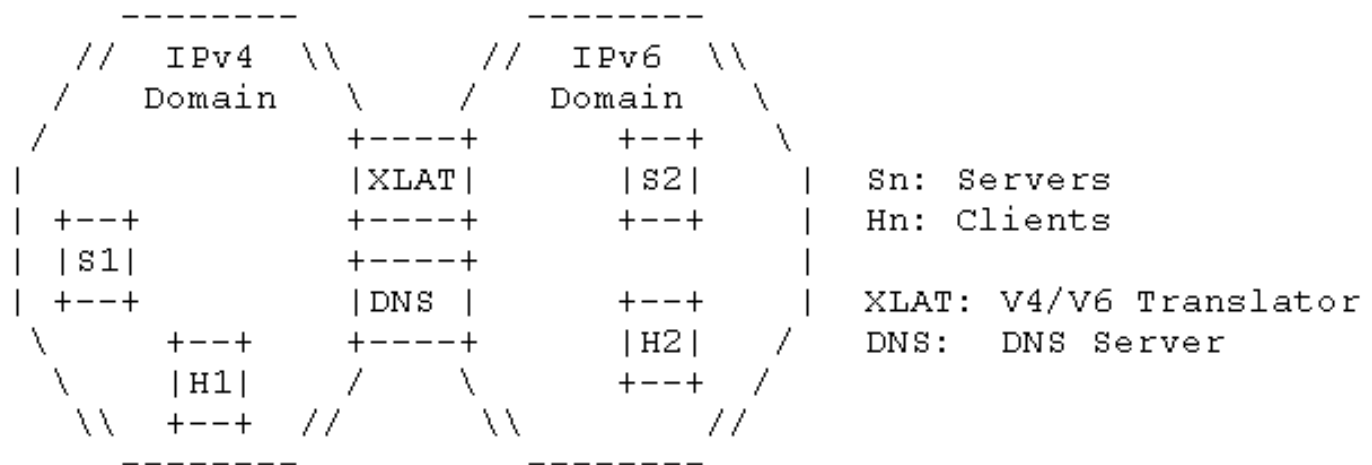 IPv4 IPv6
Domain Domain
XLAT S2 Sn: Servers
Hn: Clients
S1
DNS XLAT: V4/V6 Translator
H2 DNS: DNS Server
H1